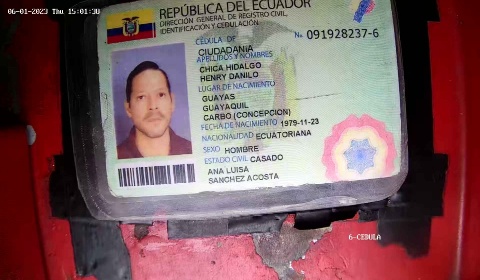 06-01-2023 Thu 15:01:38
REPÚBLICA DEL ECUADOR
DIRECCIÓN GENERAL DE REGISTRO CIVIL,
IDENTIFICACIÓN Y CEDULACIÓN
CÉDULA DE No 091928237-6
CIUDADANÍA
APELLIDOS Y NOMBRES
CHICA HIDALGO
HENRY DANILO
LUGAR DE NACIMIENTO
GUAYAS
GUAYAQUIL
CARBO (CONCEPCION)
FECHA DE NACIMIENTO 1979-11-23
NACIONALIDAD ECUATORIANA
SEXO HOMBRE
ESTADO CIVIL CASADO
ANA LUISA
SANCHEZ ACOSTA
6-CEDULA